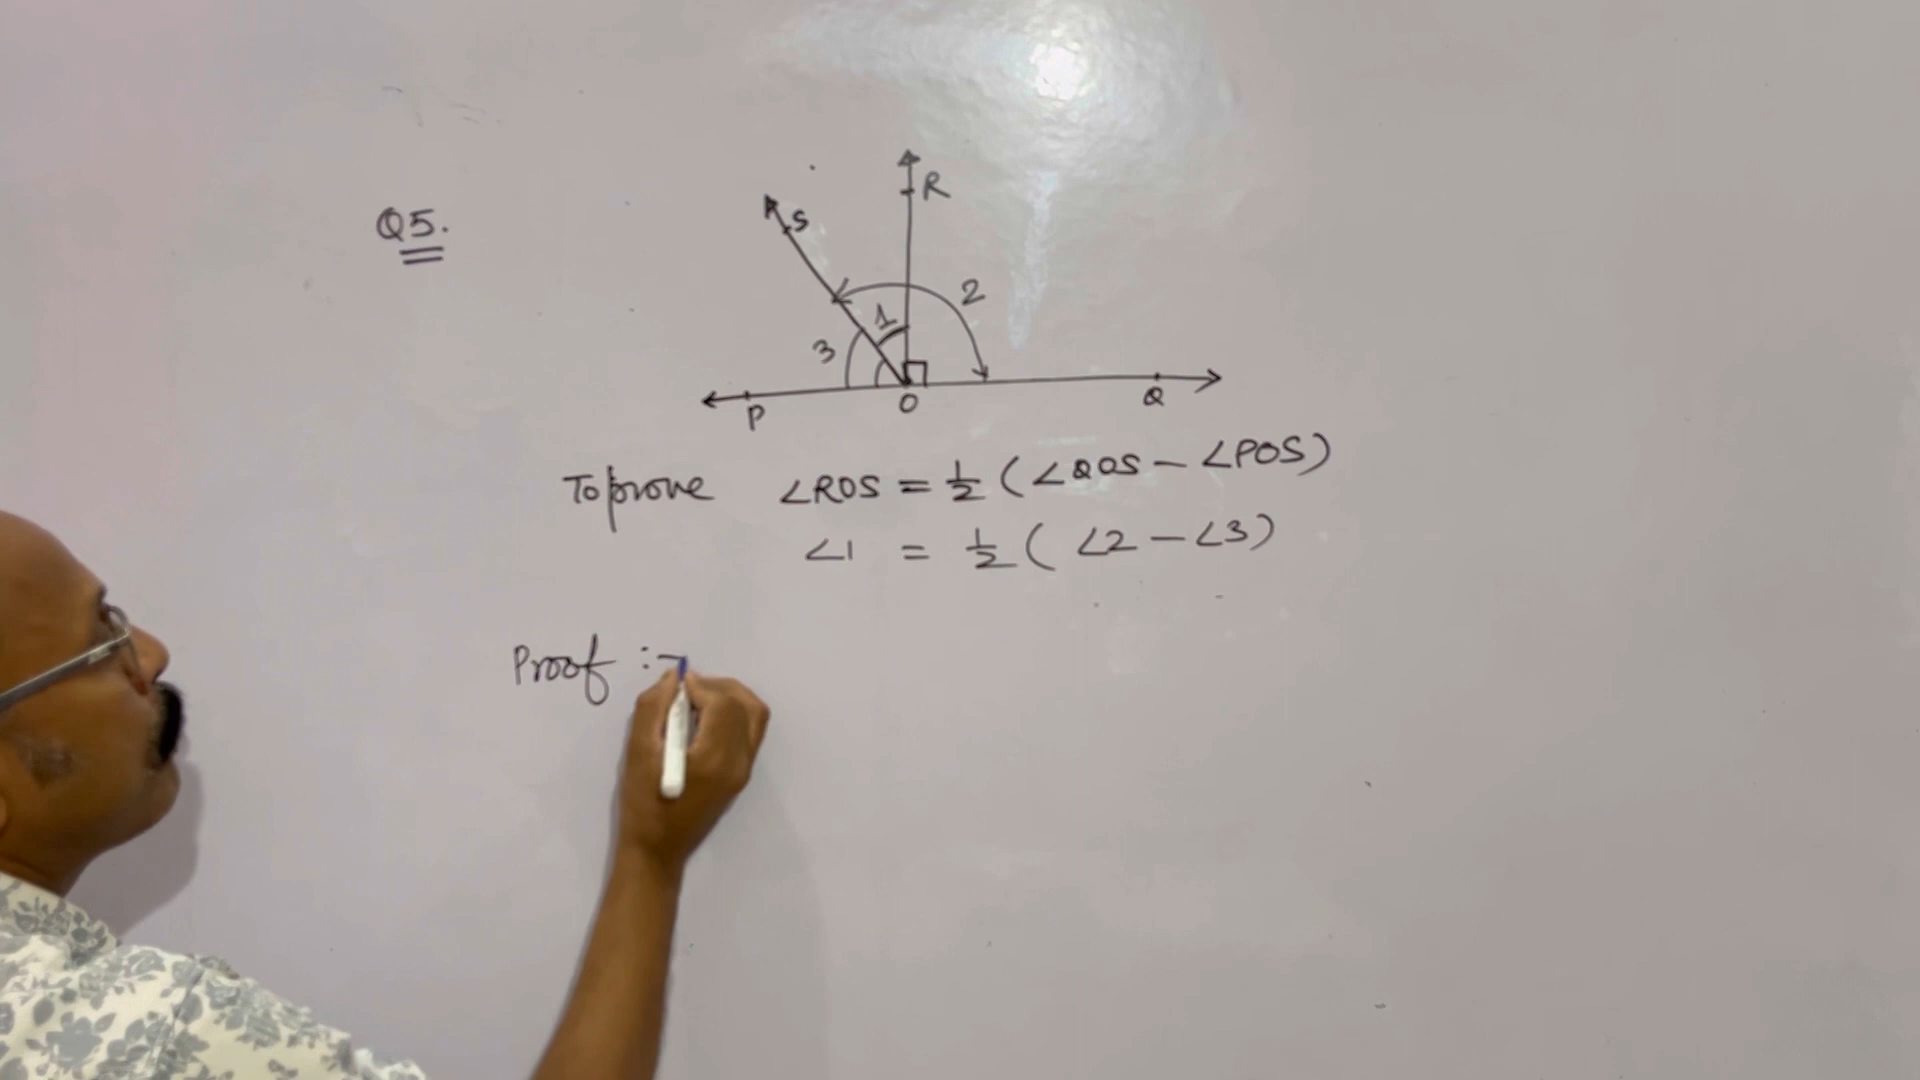 Q5.
R
S
2
1
3
P
O
Q
To prove ∠ROS = 1/2 (∠QOS − ∠POS)
∠1 = 1/2 (∠2 − ∠3)
Proof :-